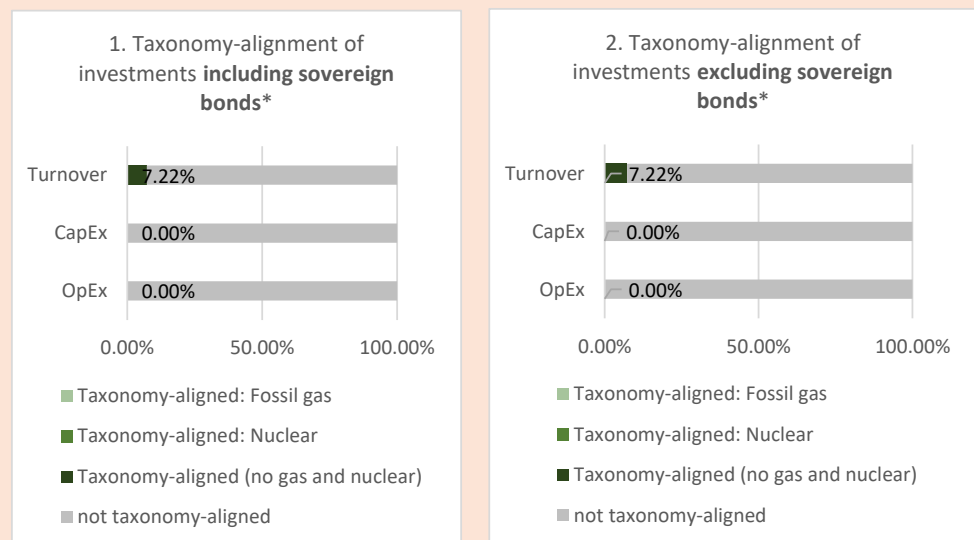 1. Taxonomy-alignment of
investments including sovereign
bonds*
Turnover
7.22%
CapEx
0.00%
OpEx
0.00%
0.00%
50.00%
100.00%
Taxonomy-aligned: Fossil gas
Taxonomy-aligned: Nuclear
Taxonomy-aligned (no gas and nuclear)
not taxonomy-aligned
2. Taxonomy-alignment of
investments excluding sovereign
bonds*
Turnover
7.22%
CapEx
0.00%
OpEx
0.00%
0.00%
50.00%
100.00%
Taxonomy-aligned: Fossil gas
Taxonomy-aligned: Nuclear
Taxonomy-aligned (no gas and nuclear)
not taxonomy-aligned